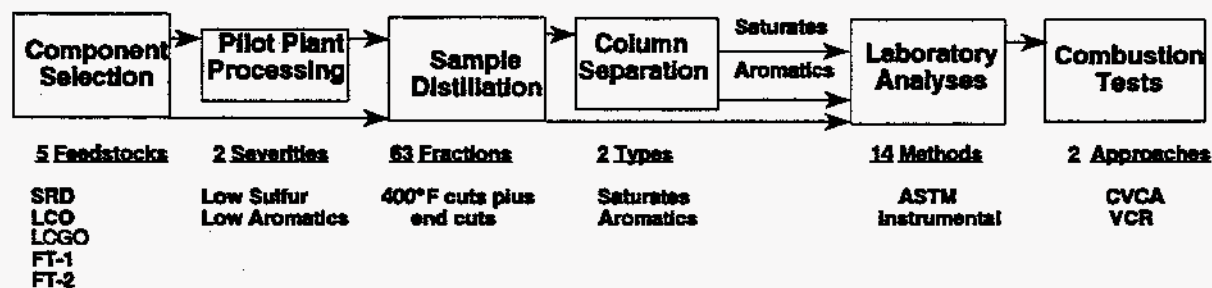 Component
Selection
Pilot Plant
Processing
Sample
Distillation
Column
Separation
Saturates
Aromatics
Laboratory
Analyses
Combustion
Tests
5 Feedstocks
SRD
LCO
LCGO
FT-1
FT-2
2 Severities
Low Sulfur
Low Aromatics
63 Fractions
400°F cuts plus
end cuts
2 Types
Saturates
Aromatics
14 Methods
ASTM
Instrumental
2 Approaches
CVCA
VCR